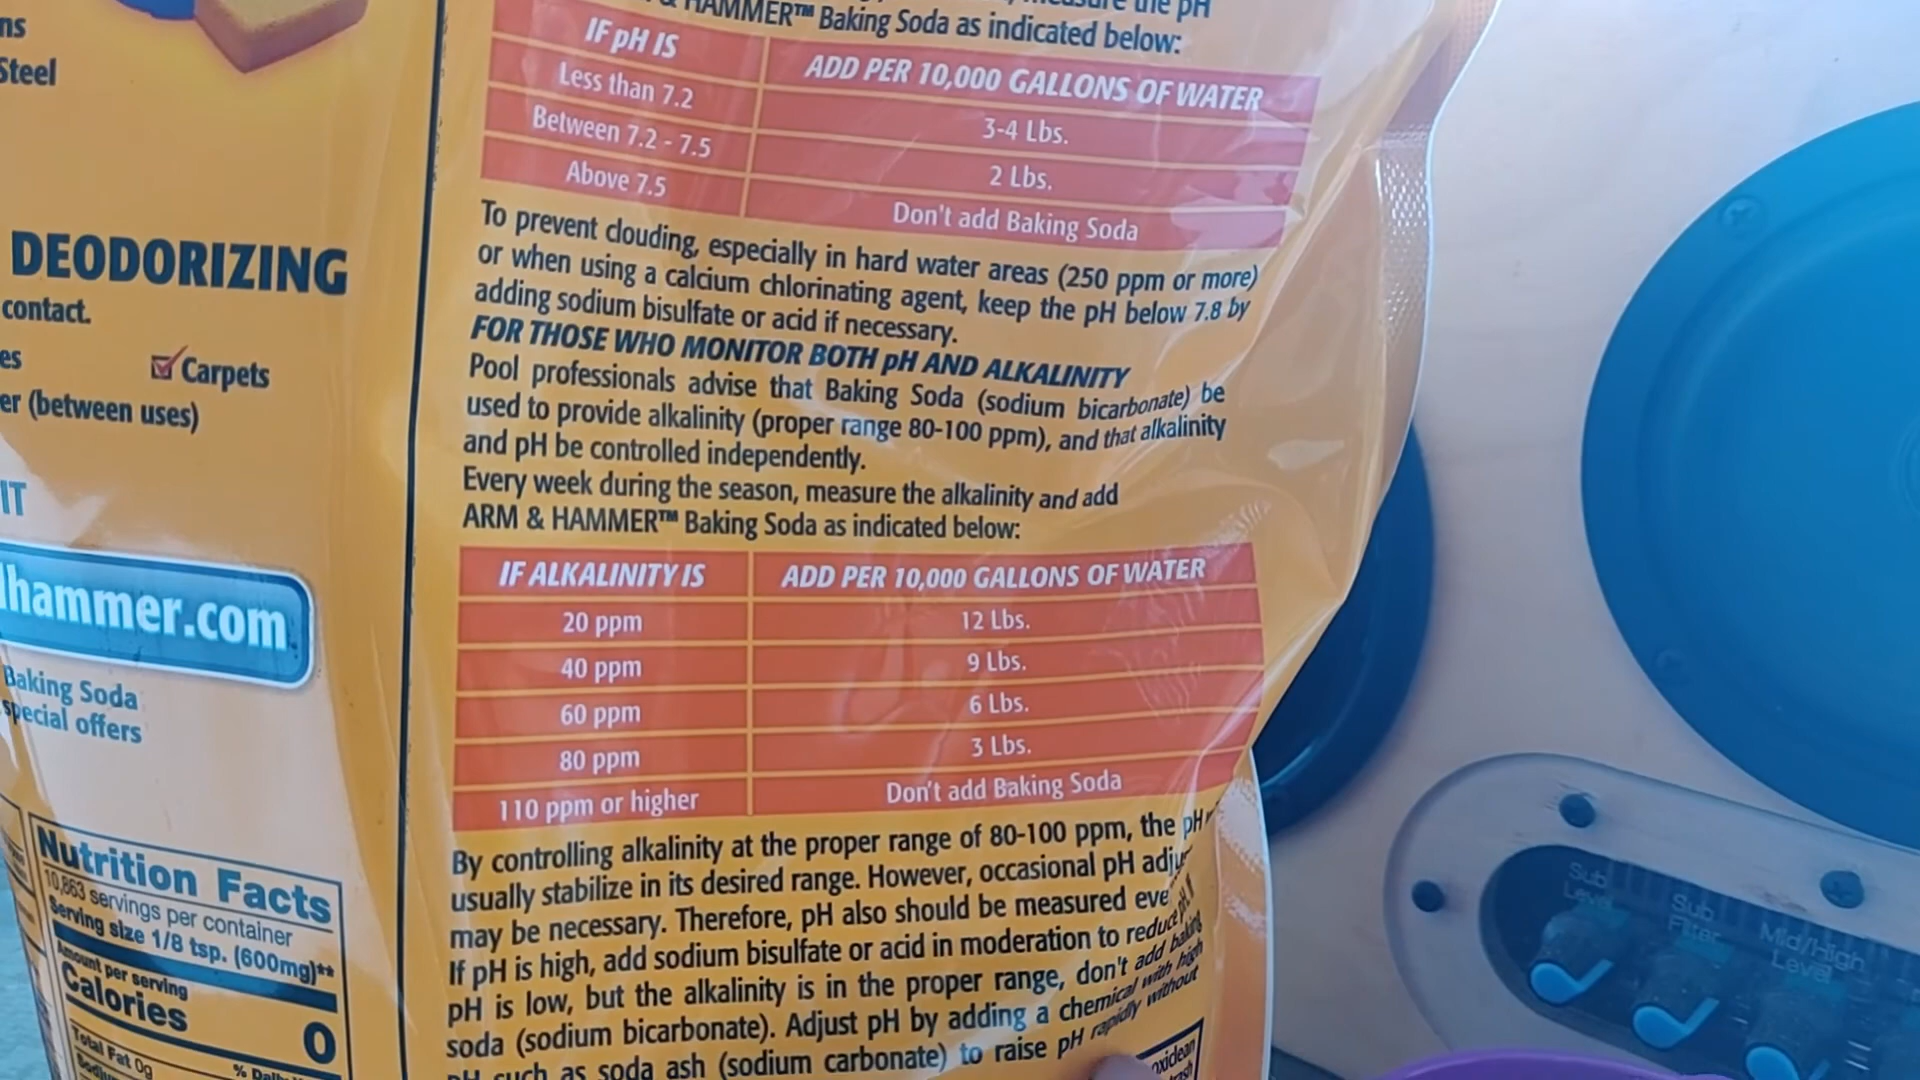 ns
Steel
DEODORIZING
contact.
es
Carpets
er (between uses)
IT
hammer.com
Baking Soda
special offers
Nutrition Facts
10,863 servings per container
Serving size 1/8 tsp. (600mg)**
Amount per serving
Calories 0
Total Fat 0g
measure the pH
& HAMMER™ Baking Soda as indicated below:
IF pH IS ADD PER 10,000 GALLONS OF WATER
Less than 7.2 3-4 Lbs.
Between 7.2 - 7.5 2 Lbs.
Above 7.5 Don't add Baking Soda
To prevent clouding, especially in hard water areas (250 ppm or more)
or when using a calcium chlorinating agent, keep the pH below 7.8 by
adding sodium bisulfate or acid if necessary.
FOR THOSE WHO MONITOR BOTH pH AND ALKALINITY
Pool professionals advise that Baking Soda (sodium bicarbonate) be
used to provide alkalinity (proper range 80-100 ppm), and that alkalinity
and pH be controlled independently.
Every week during the season, measure the alkalinity and add
ARM & HAMMER™ Baking Soda as indicated below:
IF ALKALINITY IS ADD PER 10,000 GALLONS OF WATER
20 ppm 12 Lbs.
40 ppm 9 Lbs.
60 ppm 6 Lbs.
80 ppm 3 Lbs.
110 ppm or higher Don't add Baking Soda
By controlling alkalinity at the proper range of 80-100 ppm, the pH
usually stabilize in its desired range. However, occasional pH
may be necessary. Therefore, pH also should be measured
If pH is high, add sodium bisulfate or acid in moderation to reduce pH. If
pH is low, but the alkalinity is in the proper range, don't add baking
soda (sodium bicarbonate). Adjust pH by adding a chemical with high
pH such as soda ash (sodium carbonate) to raise pH rapidly without
Sub
Level
Sub
Filter
Mid/High
Level